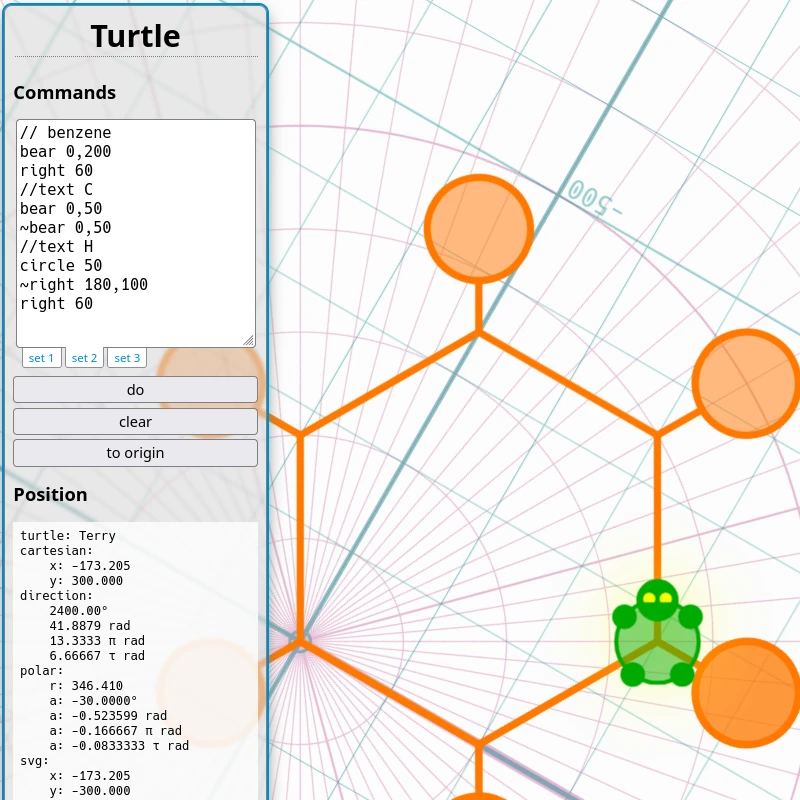 Turtle
Commands
// benzene
bear 0,200
right 60
//text C
bear 0,50
~bear 0,50
//text H
circle 50
~right 180,100
right 60
set 1 set 2 set 3
do
clear
to origin
Position
turtle: Terry
cartesian:
x: -173.205
y: 300.000
direction:
2400.00°
41.8879 rad
13.3333 π rad
6.66667 τ rad
polar:
r: 346.410
a: -30.0000°
a: -0.523599 rad
a: -0.166667 π rad
a: -0.0833333 τ rad
svg:
x: -173.205
y: -300.000
-500